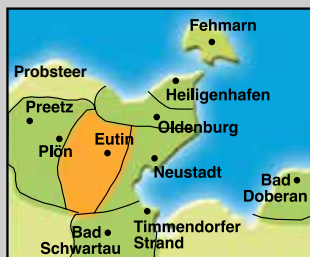 Fehmarn
Probsteer
Heiligenhafen
Preetz
Oldenburg
Eutin
Plön
Neustadt
Bad
Doberan
Timmendorfer
Strand
Bad
Schwartau